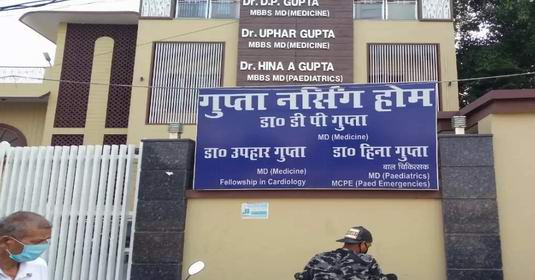 Dr. D.P. GUPTA
MBBS MD(MEDICINE)
Dr. UPHAR GUPTA
MBBS MD(MEDICINE)
Dr. HINA A GUPTA
MBBS MD(PAEDIATRICS)
गुप्ता नर्सिंग होम
डा० डी पी गुप्ता
MD (Medicine)
डा० उपहार गुप्ता
MD (Medicine)
Fellowship in Cardiology
डा० हिना गुप्ता
बाल चिकित्सक
MD (Paediatrics)
MCPE (Paed Emergencies)